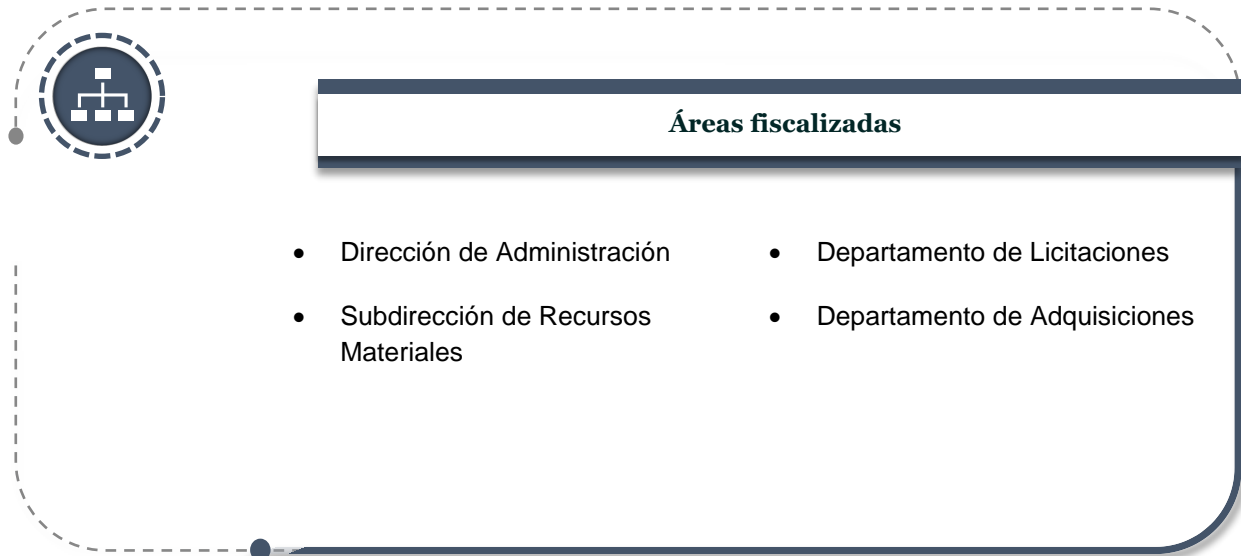 Áreas fiscalizadas
• Dirección de Administración
• Subdirección de Recursos
Materiales
• Departamento de Licitaciones
• Departamento de Adquisiciones